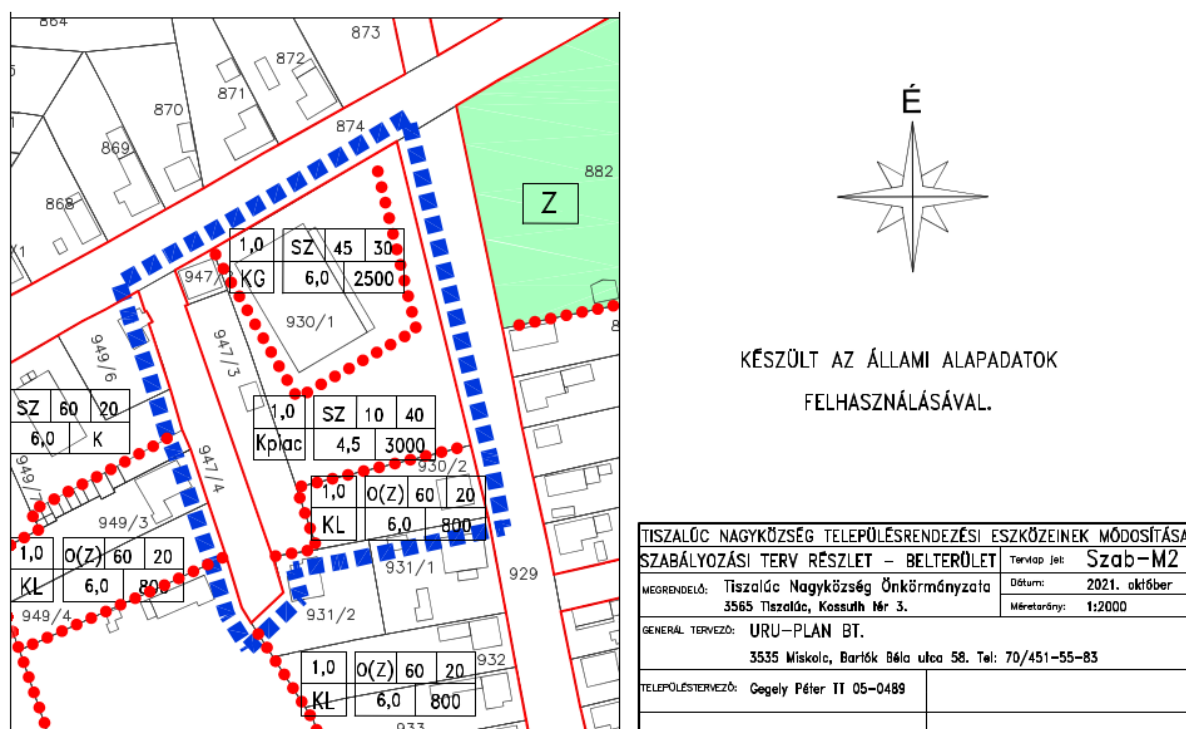 864
873
872
871
870
874
869
868
882
Z
1,0 SZ 45 30
KG 6,0 2500
930/1
947/3
949/6
SZ 60 20
6,0 K
1,0 SZ 10 40
Kpiac 4,5 3000
930/2
947/4
949/3
1,0 O(Z) 60 20
KL 6,0 800
1,0 O(Z) 60 20
KL 6,0 800
931/1
929
949/4
931/2
932
1,0 O(Z) 60 20
KL 6,0 800
933
É
KÉSZÜLT AZ ÁLLAMI ALAPADATOK
FELHASZNÁLÁSÁVAL.
TISZALÚC NAGYKÖZSÉG TELEPÜLÉSRENDEZÉSI ESZKÖZEINEK MÓDOSÍTÁSA
SZABÁLYOZÁSI TERV RÉSZLET – BELTERÜLET Tervlap jel: Szab-M2
MEGRENDELŐ: Tiszalúc Nagyközség Önkörmányzata Dátum: 2021. október
3565 Tiszalúc, Kossuth tér 3. Méretarány: 1:2000
GENERÁL TERVEZŐ: URU-PLAN BT.
3535 Miskolc, Bartók Béla utca 58. Tel: 70/451-55-83
TELEPÜLÉSTERVEZŐ: Gegely Péter TT 05-0489